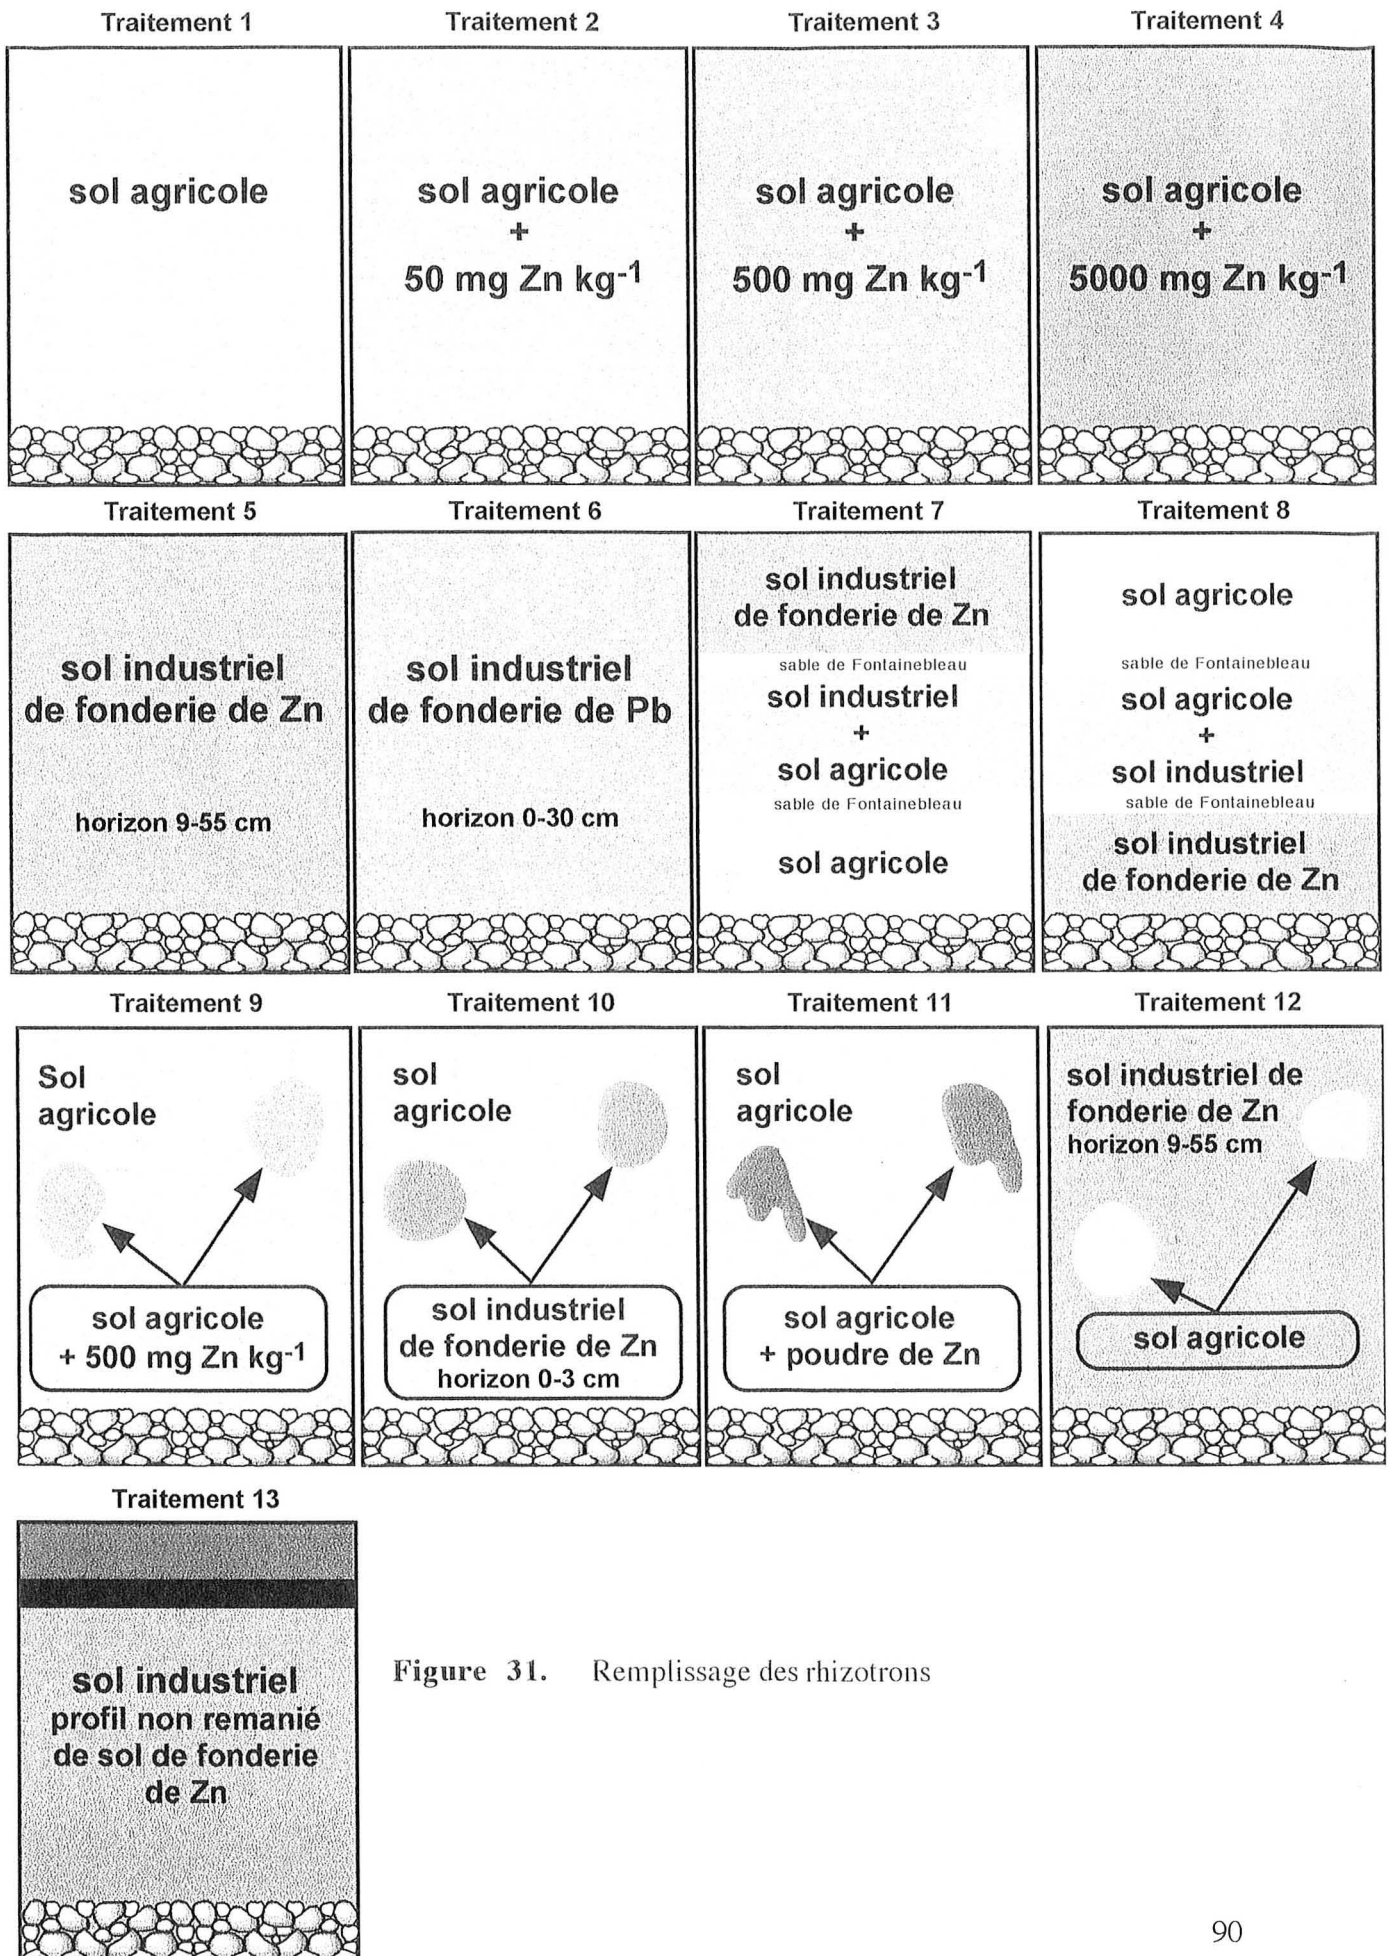 Traitement 1
sol agricole
Traitement 2
sol agricole
+
50 mg Zn kg-1
Traitement 3
sol agricole
+
500 mg Zn kg-1
Traitement 4
sol agricole
+
5000 mg Zn kg-1
Traitement 5
sol industriel
de fonderie de Zn
horizon 9-55 cm
Traitement 6
sol industriel
de fonderie de Pb
horizon 0-30 cm
Traitement 7
sol industriel
de fonderie de Zn
sable de Fontainebleau
sol industriel
+
sol agricole
sable de Fontainebleau
sol agricole
Traitement 8
sol agricole
sable de Fontainebleau
sol agricole
+
sol industriel
sable de Fontainebleau
sol industriel
de fonderie de Zn
Traitement 9
Sol
agricole
sol agricole
+ 500 mg Zn kg-1
Traitement 10
sol
agricole
sol industriel
de fonderie de Zn
horizon 0-3 cm
Traitement 11
sol
agricole
sol agricole
+ poudre de Zn
Traitement 12
sol industriel de
fonderie de Zn
horizon 9-55 cm
sol agricole
Traitement 13
sol industriel
profil non remanié
de sol de fonderie
de Zn
Figure 31. Remplissage des rhizotrons
90